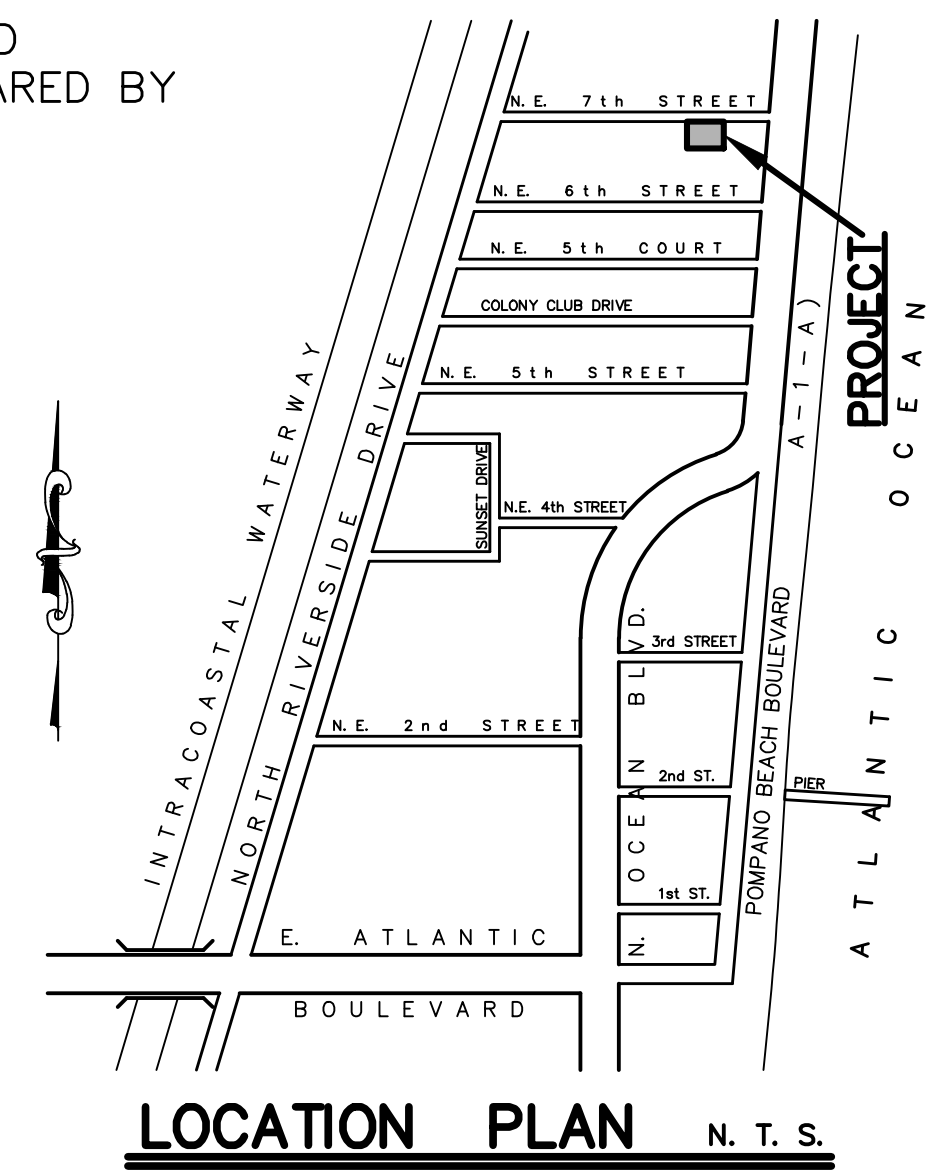 D
ARED BY
N.E. 7th STREET
N.E. 6th STREET
N.E. 5th COURT
COLONY CLUB DRIVE
N.E. 5th STREET
SUNSET DRIVE
N.E. 4th STREET
3rd STREET
N.E. 2nd STREET
2nd ST.
1st ST.
PIER
INTRACOASTAL WATERWAY
NORTH RIVERSIDE DRIVE
N. OCEAN BLVD.
POMPANO BEACH BOULEVARD
A-1-A)
PROJECT
ATLANTIC OCEAN
E. ATLANTIC
BOULEVARD
LOCATION PLAN N. T. S.